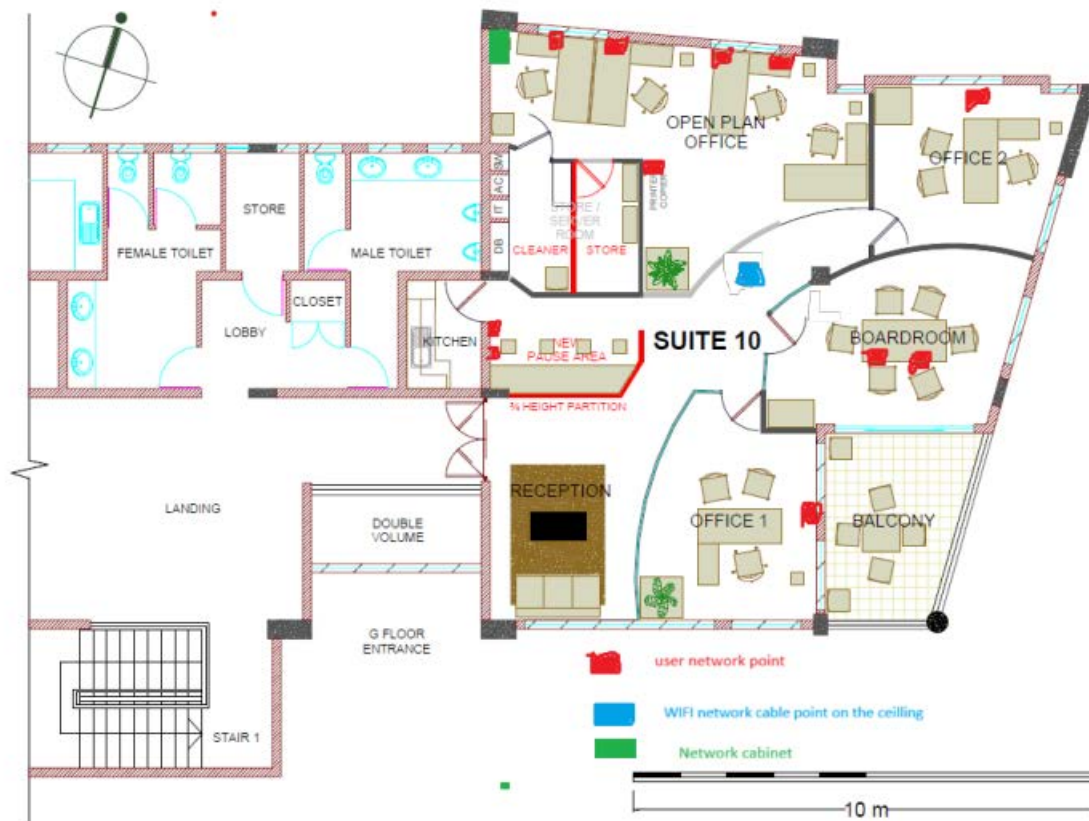 OPEN PLAN
OFFICE
OFFICE 2
STORE
AC
IT
DB
PRINTER
COPIER
STORE /
SERVER
ROOM
FEMALE TOILET
MALE TOILET
CLEANER
STORE
CLOSET
LOBBY
KITCHEN
NEW
PAUSE AREA
SUITE 10
BOARDROOM
¾ HEIGHT PARTITION
RECEPTION
LANDING
DOUBLE
VOLUME
OFFICE 1
BALCONY
G FLOOR
ENTRANCE
user network point
WIFI network cable point on the ceilling
STAIR 1
Network cabinet
10 m